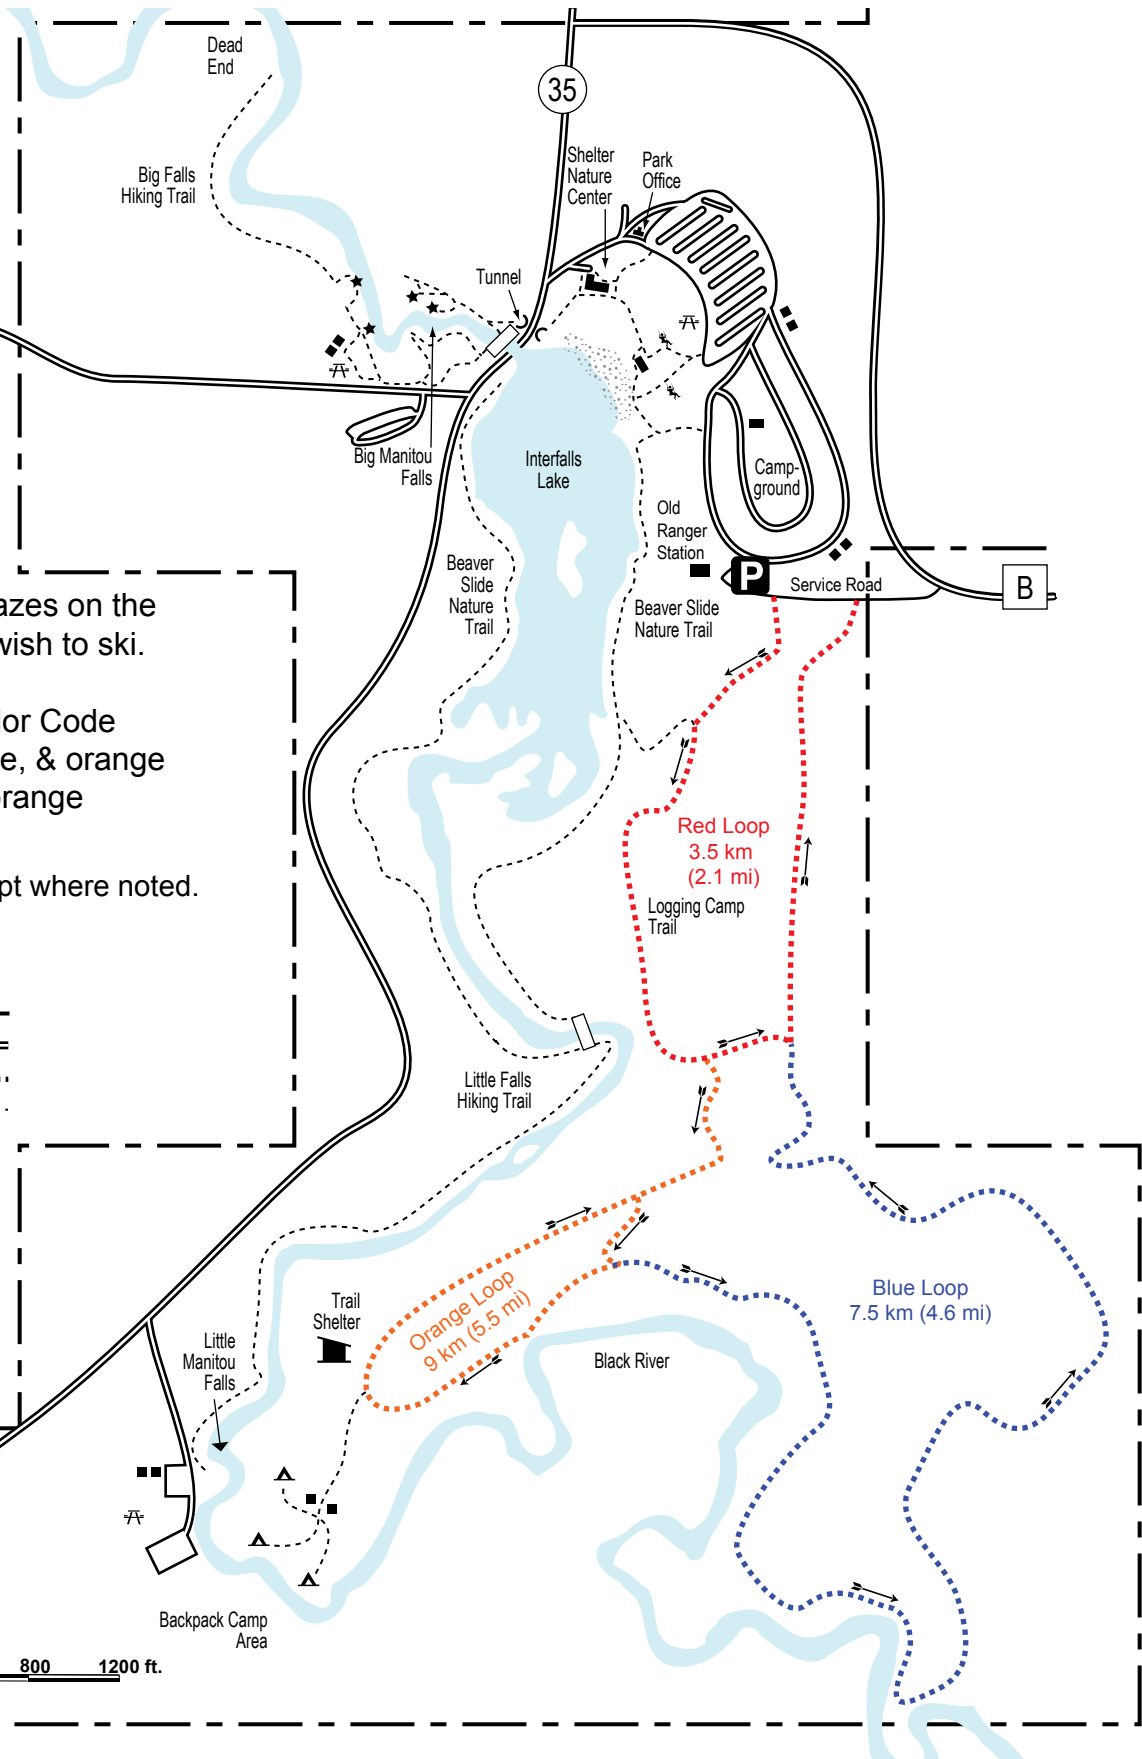 Dead
End
35
Big Falls
Hiking Trail
Shelter
Nature
Center
Park
Office
Tunnel
Big Manitou
Falls
Interfalls
Lake
Camp-
ground
Old
Ranger
Station
P
Service Road
B
Beaver
Slide
Nature
Trail
Beaver Slide
Nature Trail
azes on the
wish to ski.
lor Code
e, & orange
orange
pt where noted.
Red Loop
3.5 km
(2.1 mi)
Logging Camp
Trail
Little Falls
Hiking Trail
Orange Loop
9 km (5.5 mi)
Blue Loop
7.5 km (4.6 mi)
Trail
Shelter
Little
Manitou
Falls
Black River
Backpack Camp
Area
800 1200 ft.